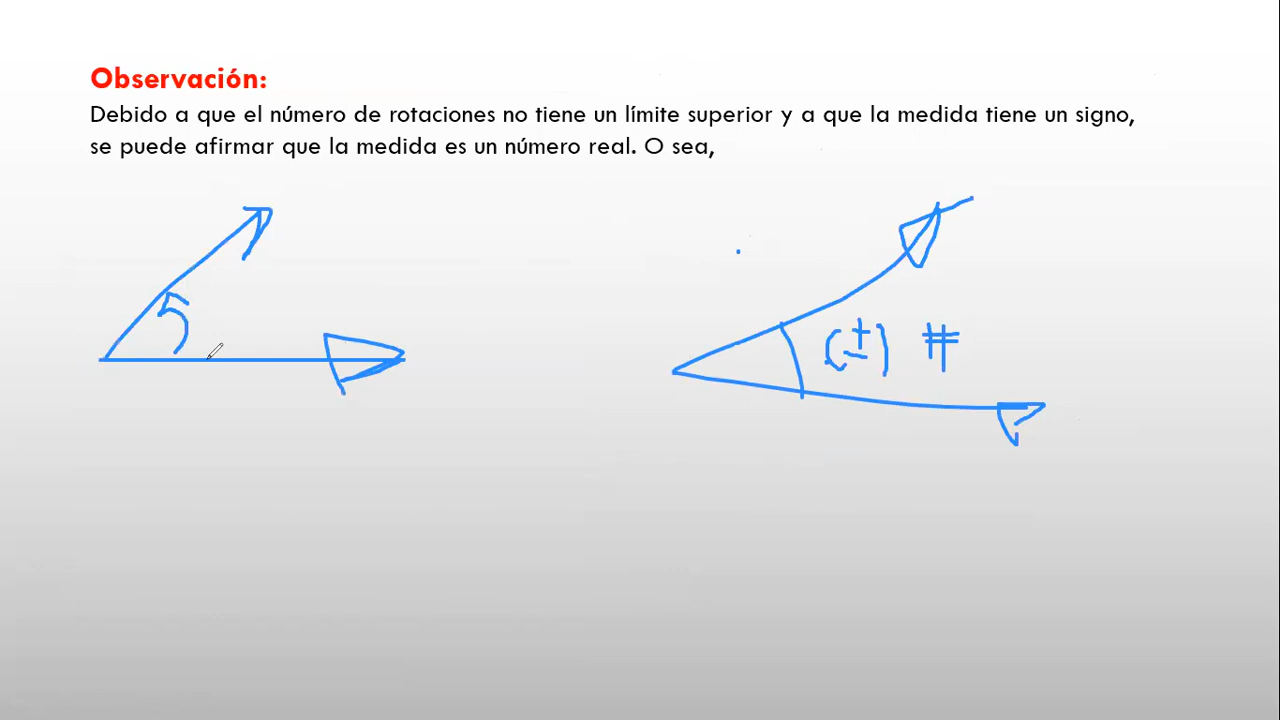 Observación:
Debido a que el número de rotaciones no tiene un límite superior y a que la medida tiene un signo,
se puede afirmar que la medida es un número real. O sea,
(±) #